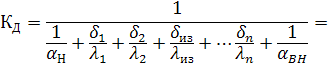 К_Д = 1 / (1/α_Н + δ_1/λ_1 + δ_2/λ_2 + δ_из/λ_из + ⋯ δ_n/λ_n + 1/α_ВН) =